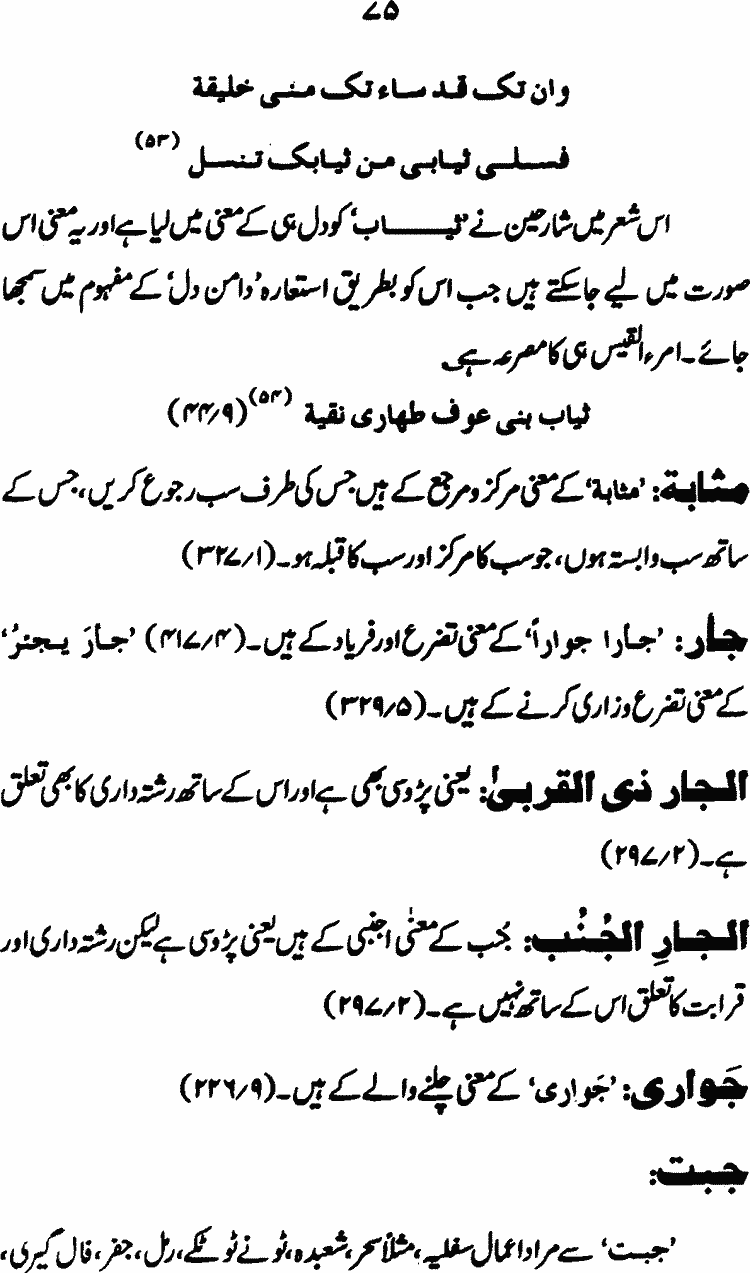 ۷۵
وان تک قد ساء تک منی خلیقة
فسلی ثیابی من ثیابک تنسل (۵۳)
اس شعر میں شارحین نے ’ثیاب‘ کو دل ہی کے معنی میں لیا ہے اور یہ معنی اس
صورت میں لیے جاسکتے ہیں جب اس کو بطریق استعارہ ’دامن دل‘ کے مفہوم میں سمجھا
جائے۔ امرء القیس ہی کا مصرعہ ہے
ثیاب بنی عوف طھاری نقیة (۵۴) (۴۴/۹)
مثابة: ’مثابة‘ کے معنی مرکز و مرجع کے ہیں جس کی طرف سب رجوع کریں، جس کے
ساتھ سب وابستہ ہوں، جو سب کا مرکز اور سب کا قبلہ ہو۔ (۳۲۷/۱)
جأر: ’جارا جواراً‘ کے معنی تضرع اور فریاد کے ہیں۔ (۴۱۷/۴) ’جأرَ یجئرُ‘
کے معنی تضرع وزاری کرنے کے ہیں۔ (۳۲۹/۵)
الجار ذی القربیٰ: یعنی پڑوسی بھی ہے اور اس کے ساتھ رشتہ داری کا بھی تعلق
ہے۔ (۲۹۷/۲)
الجارِ الجُنُب: جُنب کے معنٰی اجنبی کے ہیں یعنی پڑوسی ہے لیکن رشتہ داری اور
قرابت کا تعلق اس کے ساتھ نہیں ہے۔ (۲۹۷/۲)
جَواری: ’جَواری‘ کے معنی چلنے والے کے ہیں۔ (۲۲۶/۹)
جبت:
’جبت‘ سے مراد اعمال سفلیہ، مثلاً سحر، شعبدہ، ٹونے ٹوٹکے، رمل، جفر، فال گیری،